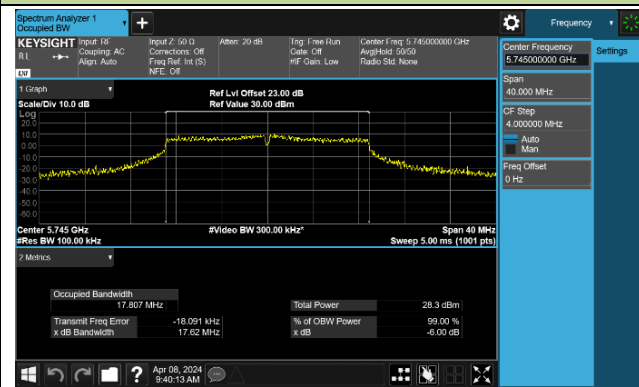 Spectrum Analyzer 1
Occupied BW
Frequency
KEYSIGHT
RL
LXI
Input: RF
Coupling: AC
Align: Auto
Input Z: 50 Ω
Corrections: Off
Freq Ref: Int (S)
NFE: Off
Atten: 20 dB
Trig: Free Run
Gate: Off
#IF Gain: Low
Center Freq: 5.745000000 GHz
Avg|Hold: 50/50
Radio Std: None
Center Frequency
5.745000000 GHz
Settings
Span
40.000 MHz
CF Step
4.000000 MHz
Auto
Man
Freq Offset
0 Hz
1 Graph
Scale/Div 10.0 dB
Ref Lvl Offset 23.00 dB
Ref Value 30.00 dBm
Log
20.0
10.0
0.00
-10.0
-20.0
-30.0
-40.0
-50.0
-60.0
Center 5.745 GHz
#Res BW 100.00 kHz
#Video BW 300.00 kHz*
Span 40 MHz
Sweep 5.00 ms (1001 pts)
2 Metrics
Occupied Bandwidth
17.807 MHz
Total Power 28.3 dBm
Transmit Freq Error -18.091 kHz
% of OBW Power 99.00 %
x dB Bandwidth 17.62 MHz
x dB -6.00 dB
?
Apr 08, 2024
9:40:13 AM